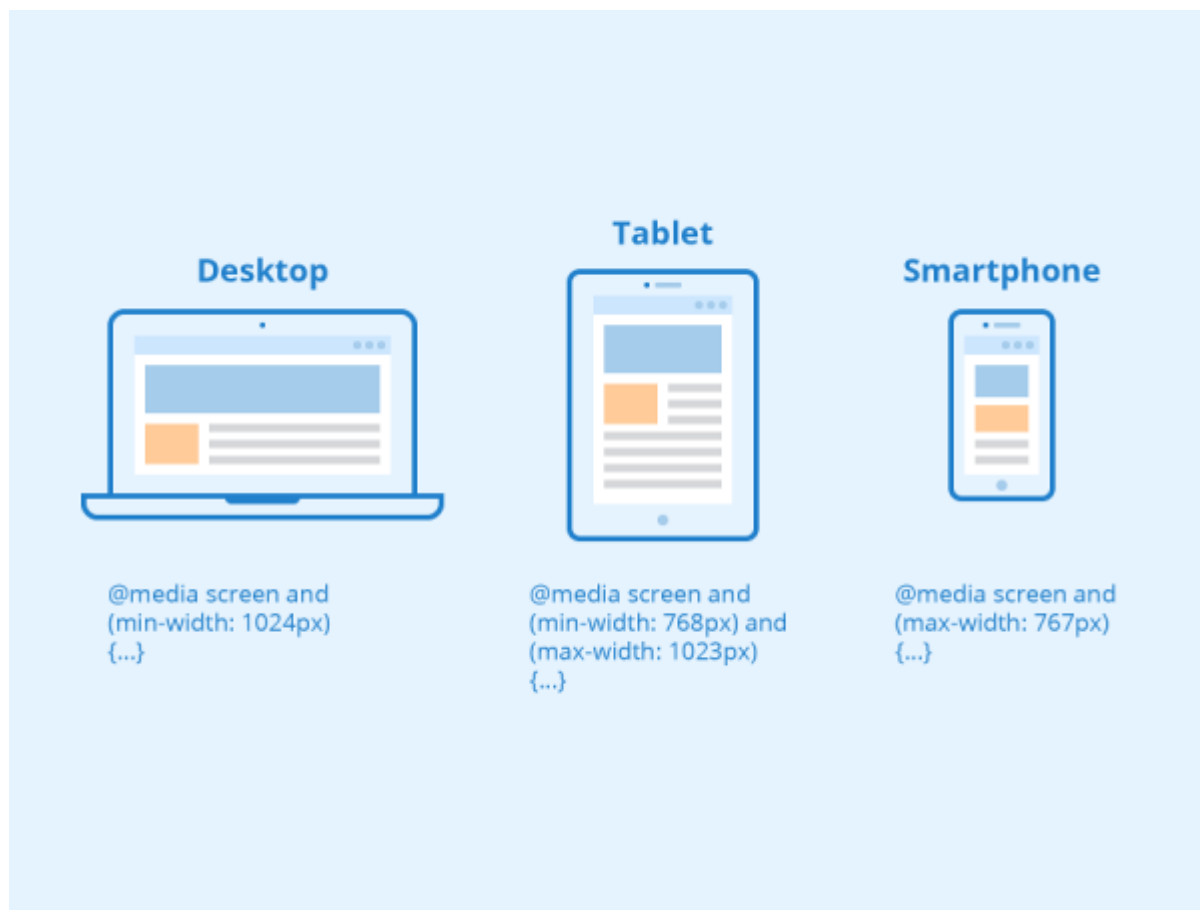 Desktop
@media screen and
(min-width: 1024px)
{...}
Tablet
@media screen and
(min-width: 768px) and
(max-width: 1023px)
{...}
Smartphone
@media screen and
(max-width: 767px)
{...}